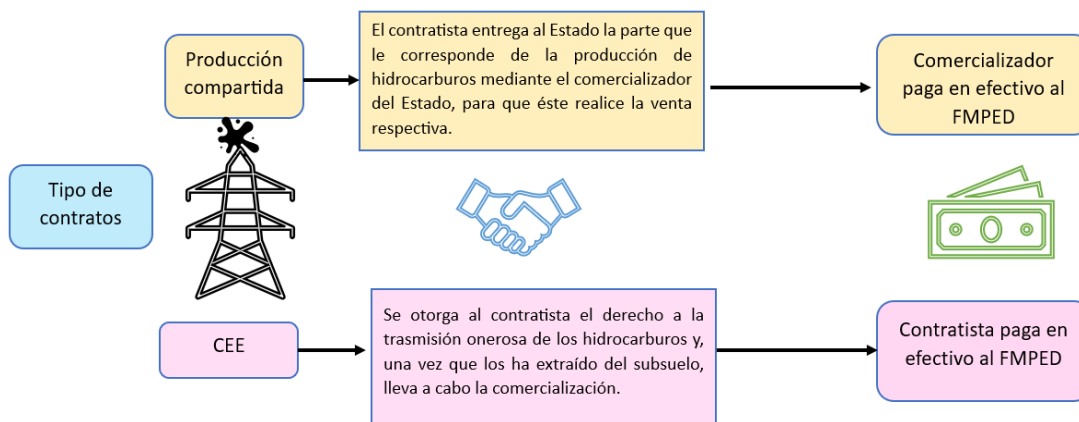 Tipo de
contratos
Producción
compartida
El contratista entrega al Estado la parte que
le corresponde de la producción de
hidrocarburos mediante el comercializador
del Estado, para que éste realice la venta
respectiva.
Comercializador
paga en efectivo al
FMPED
CEE
Se otorga al contratista el derecho a la
trasmisión onerosa de los hidrocarburos y,
una vez que los ha extraído del subsuelo,
lleva a cabo la comercialización.
Contratista paga en
efectivo al FMPED